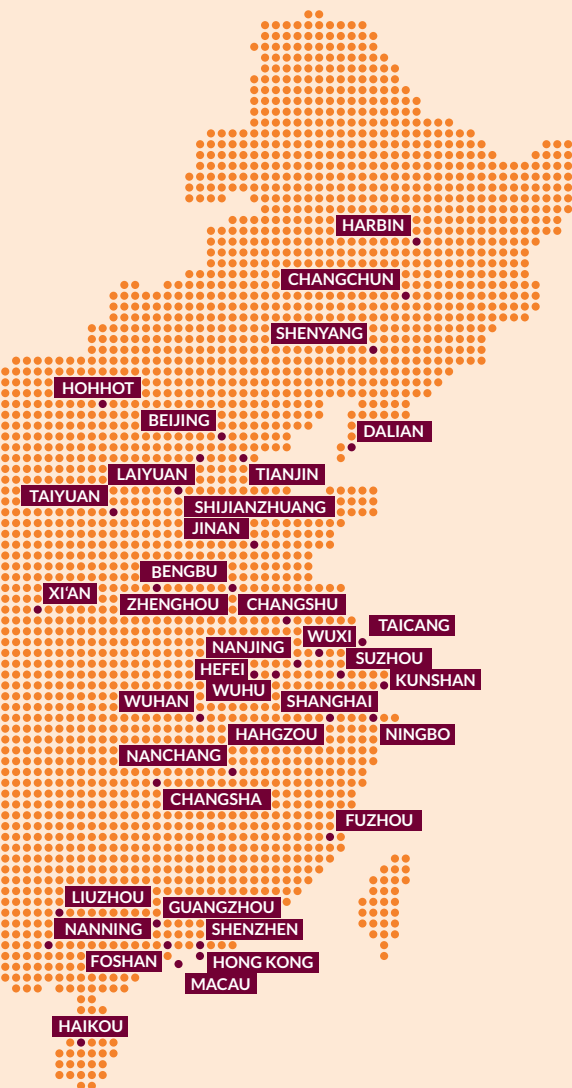 HARBIN
CHANGCHUN
SHENYANG
HOHHOT
BEIJING
DALIAN
LAIYUAN
TIANJIN
TAIYUAN
SHIJIANZHUANG
JINAN
BENGBU
XI'AN
ZHENGHOU
CHANGSHU
TAICANG
WUXI
NANJING
SUZHOU
HEFEI
KUNSHAN
WUHU
WUHAN
SHANGHAI
HAHGZOU
NINGBO
NANCHANG
CHANGSHA
FUZHOU
LIUZHOU
GUANGZHOU
NANNING
SHENZHEN
FOSHAN
HONG KONG
MACAU
HAIKOU